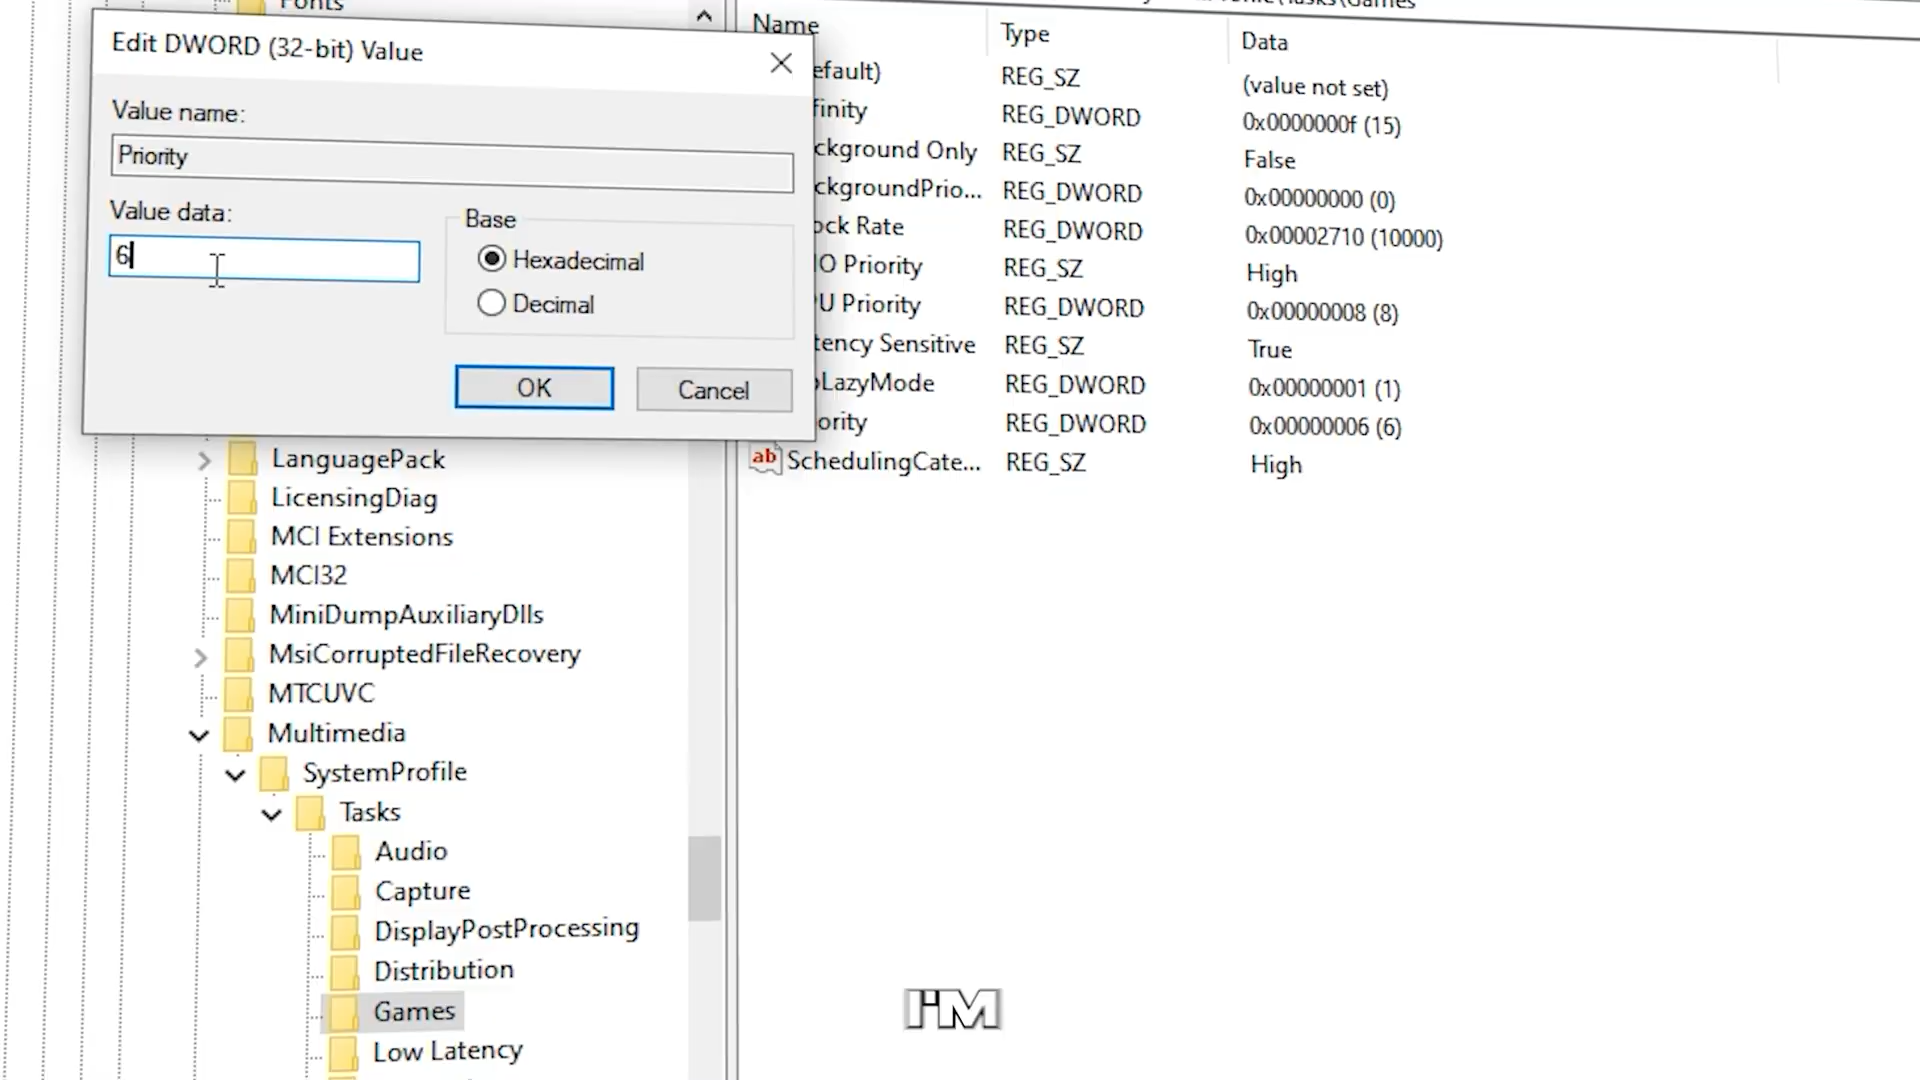 Fonts
Edit DWORD (32-bit) Value
Value name:
Priority
Value data:
6
Base
Hexadecimal
Decimal
OK
Cancel
Name
Type
Data
efault)
REG_SZ
(value not set)
finity
REG_DWORD
0x0000000f (15)
ckground Only
REG_SZ
False
ckgroundPrio...
REG_DWORD
0x00000000 (0)
ock Rate
REG_DWORD
0x00002710 (10000)
IO Priority
REG_SZ
High
U Priority
REG_DWORD
0x00000008 (8)
tency Sensitive
REG_SZ
True
LazyMode
REG_DWORD
0x00000001 (1)
ority
REG_DWORD
0x00000006 (6)
ab SchedulingCate...
REG_SZ
High
LanguagePack
LicensingDiag
MCI Extensions
MCI32
MiniDumpAuxiliaryDlls
MsiCorruptedFileRecovery
MTCUVC
Multimedia
SystemProfile
Tasks
Audio
Capture
DisplayPostProcessing
Distribution
Games
Low Latency
I'M